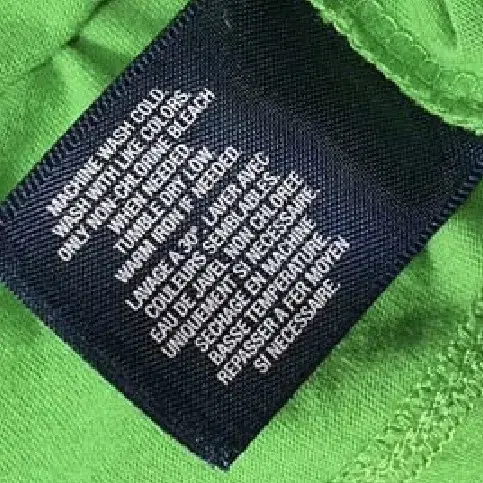 MACHINE WASH COLD.
WASH WITH LIKE COLORS.
ONLY NON-CHLORINE BLEACH
WHEN NEEDED.
TUMBLE DRY LOW.
WARM IRON IF NEEDED.
LAVAGE A 30°. LAVER AVEC
COULEURS SEMBLABLES.
EAU DE JAVEL NON CHLOREE
UNIQUEMENT SI NECESSAIRE.
SECHAGE EN MACHINE
BASSE TEMPERATURE
REPASSER A FER MOYEN
SI NECESSAIRE.